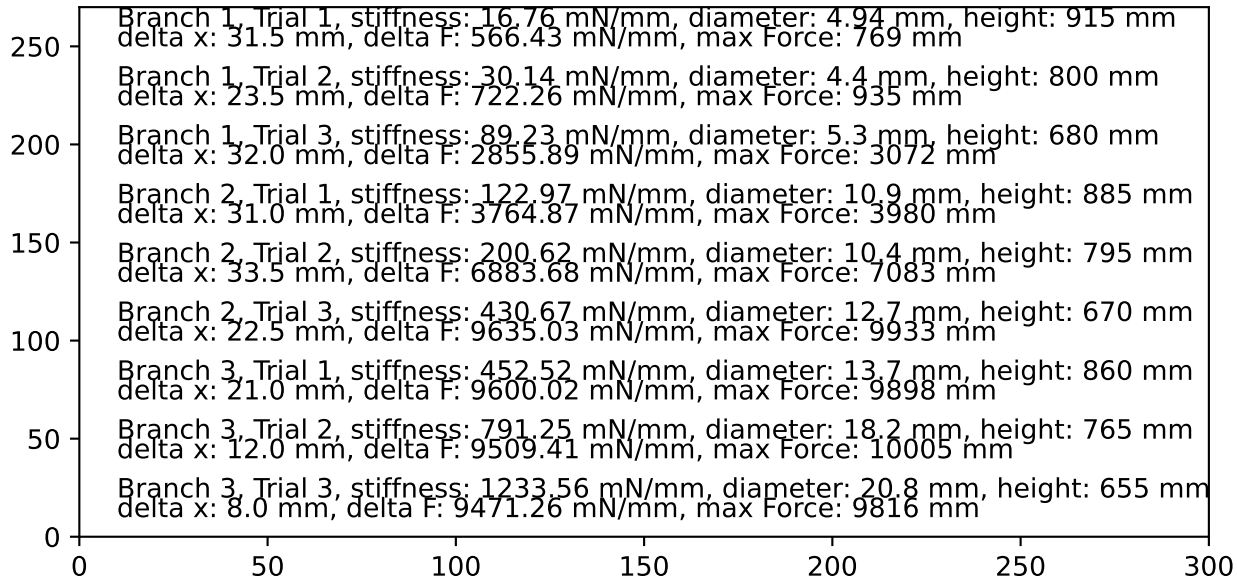 Branch 1, Trial 1, stiffness: 16.76 mN/mm, diameter: 4.94 mm, height: 915 mm
250
delta x: 31.5 mm, delta F: 566.43 mN/mm, max Force: 769 mm
Branch 1, Trial 2, stiffness: 30.14 mN/mm, diameter: 4.4 mm, height: 800 mm
delta x: 23.5 mm, delta F: 722.26 mN/mm, max Force: 935 mm
Branch 1, Trial 3, stiffness: 89.23 mN/mm, diameter: 5.3 mm, height: 680 mm
200
delta x: 32.0 mm, delta F: 2855.89 mN/mm, max Force: 3072 mm
Branch 2, Trial 1, stiffness: 122.97 mN/mm, diameter: 10.9 mm, height: 885 mm
delta x: 31.0 mm, delta F: 3764.87 mN/mm, max Force: 3980 mm
150
Branch 2, Trial 2, stiffness: 200.62 mN/mm, diameter: 10.4 mm, height: 795 mm
delta x: 33.5 mm, delta F: 6883.68 mN/mm, max Force: 7083 mm
Branch 2, Trial 3, stiffness: 430.67 mN/mm, diameter: 12.7 mm, height: 670 mm
delta x: 22.5 mm, delta F: 9635.03 mN/mm, max Force: 9933 mm
100
Branch 3, Trial 1, stiffness: 452.52 mN/mm, diameter: 13.7 mm, height: 860 mm
delta x: 21.0 mm, delta F: 9600.02 mN/mm, max Force: 9898 mm
Branch 3, Trial 2, stiffness: 791.25 mN/mm, diameter: 18.2 mm, height: 765 mm
50
delta x: 12.0 mm, delta F: 9509.41 mN/mm, max Force: 10005 mm
Branch 3, Trial 3, stiffness: 1233.56 mN/mm, diameter: 20.8 mm, height: 655 mm
delta x: 8.0 mm, delta F: 9471.26 mN/mm, max Force: 9816 mm
0
0 50 100 150 200 250 300